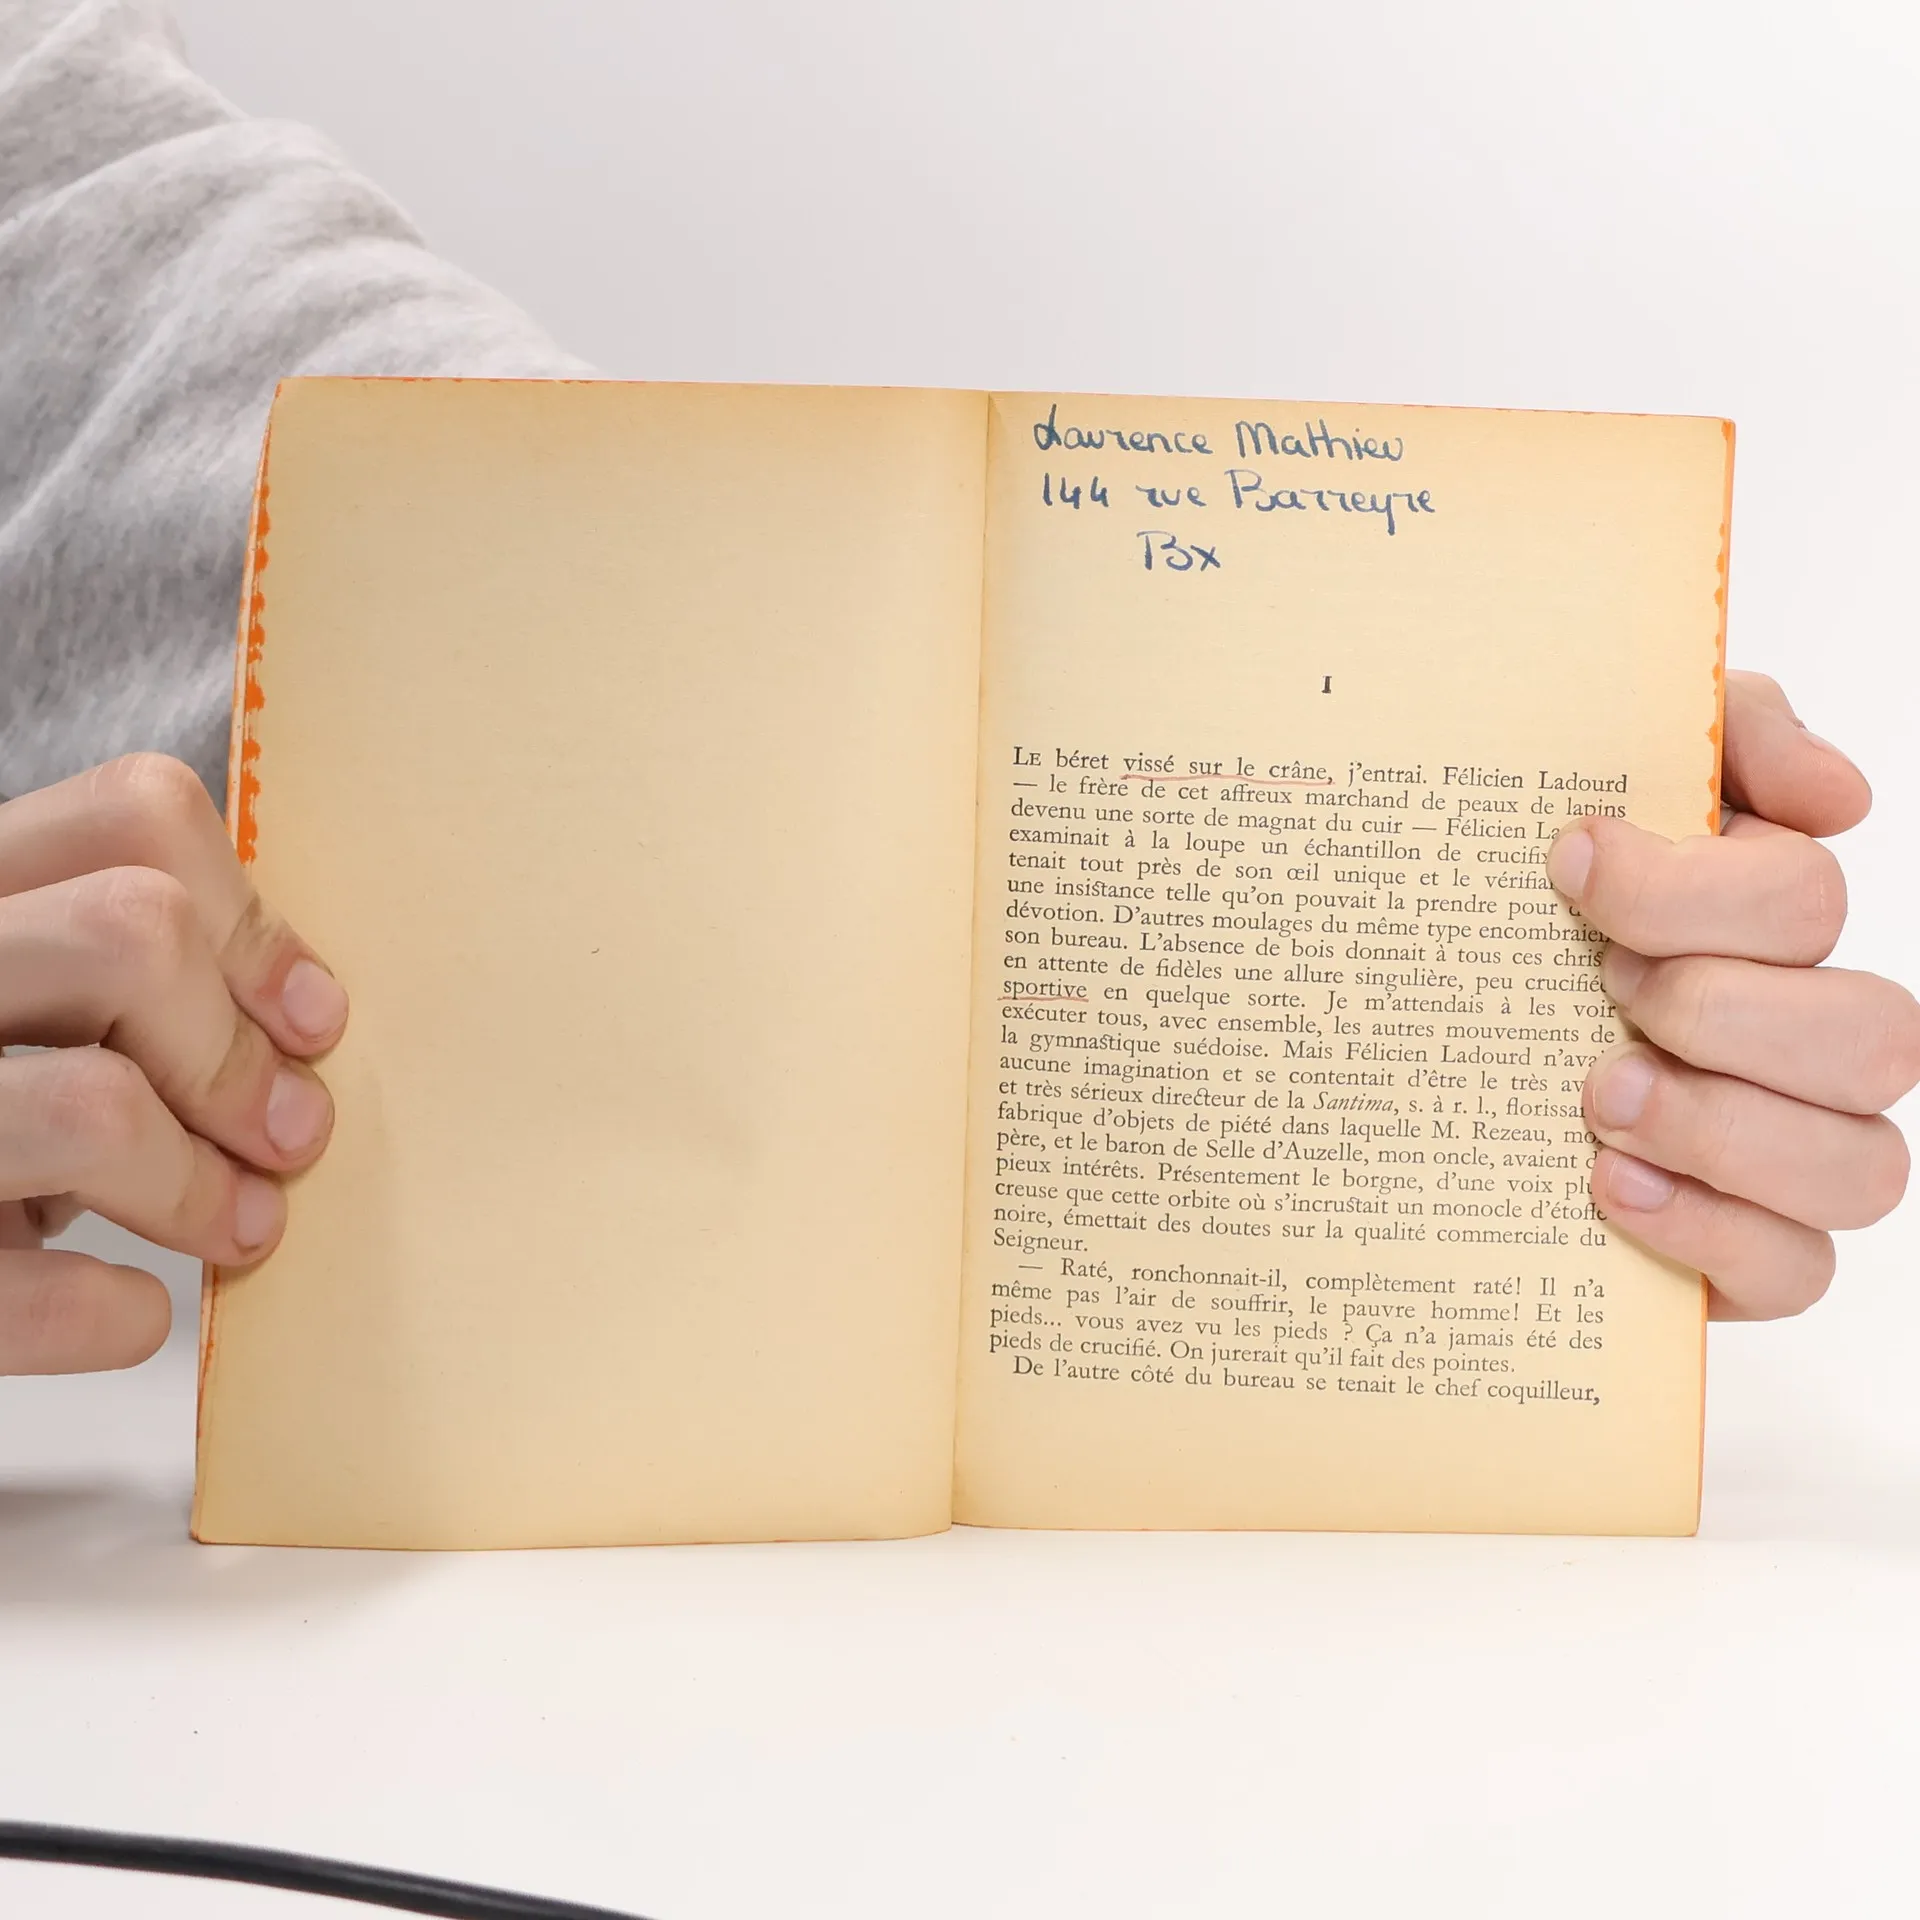 Laurence Mathieu
144 rue Barreyre
Bx
I
LE béret vissé sur le crâne, j'entrai. Félicien Ladourd
— le frère de cet affreux marchand de peaux de lapins
devenu une sorte de magnat du cuir — Félicien
examinait à la loupe un échantillon de
tenait tout près de son œil unique et le
une insistance telle qu'on pouvait la prendre pour
dévotion. D'autres moulages du même type
son bureau. L'absence de bois donnait à tous ces
en attente de fidèles une allure singulière, peu
sportive en quelque sorte. Je m'attendais à les voir
exécuter tous, avec ensemble, les autres mouvements de
la gymnastique suédoise. Mais Félicien Ladourd
aucune imagination et se contentait d'être le très
et très sérieux directeur de la Santima, s. à r. l.,
fabrique d'objets de piété dans laquelle M. Rezeau,
père, et le baron de Selle d'Auzelle, mon oncle, avaient
pieux intérêts. Présentement le borgne, d'une voix
creuse que cette orbite où s'incrustait un monocle d'étoffe
noire, émettait des doutes sur la qualité commerciale du
Seigneur.
— Raté, ronchonnait-il, complètement raté! Il n'a
même pas l'air de souffrir, le pauvre homme! Et les
pieds... vous avez vu les pieds ? Ça n'a jamais été des
pieds de crucifié. On jurerait qu'il fait des pointes.
De l'autre côté du bureau se tenait le chef coquilleur,